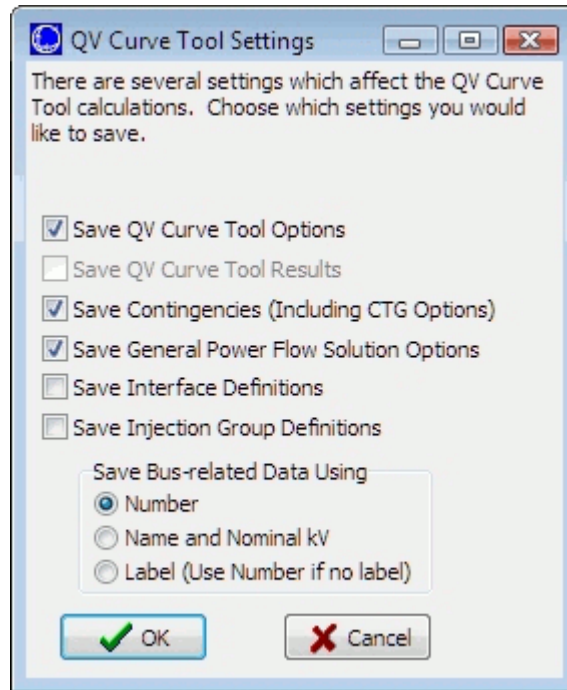 QV Curve Tool Settings
There are several settings which affect the QV Curve
Tool calculations. Choose which settings you would
like to save.
Save QV Curve Tool Options
Save QV Curve Tool Results
Save Contingencies (Including CTG Options)
Save General Power Flow Solution Options
Save Interface Definitions
Save Injection Group Definitions
Save Bus-related Data Using
Number
Name and Nominal kV
Label (Use Number if no label)
OK
Cancel